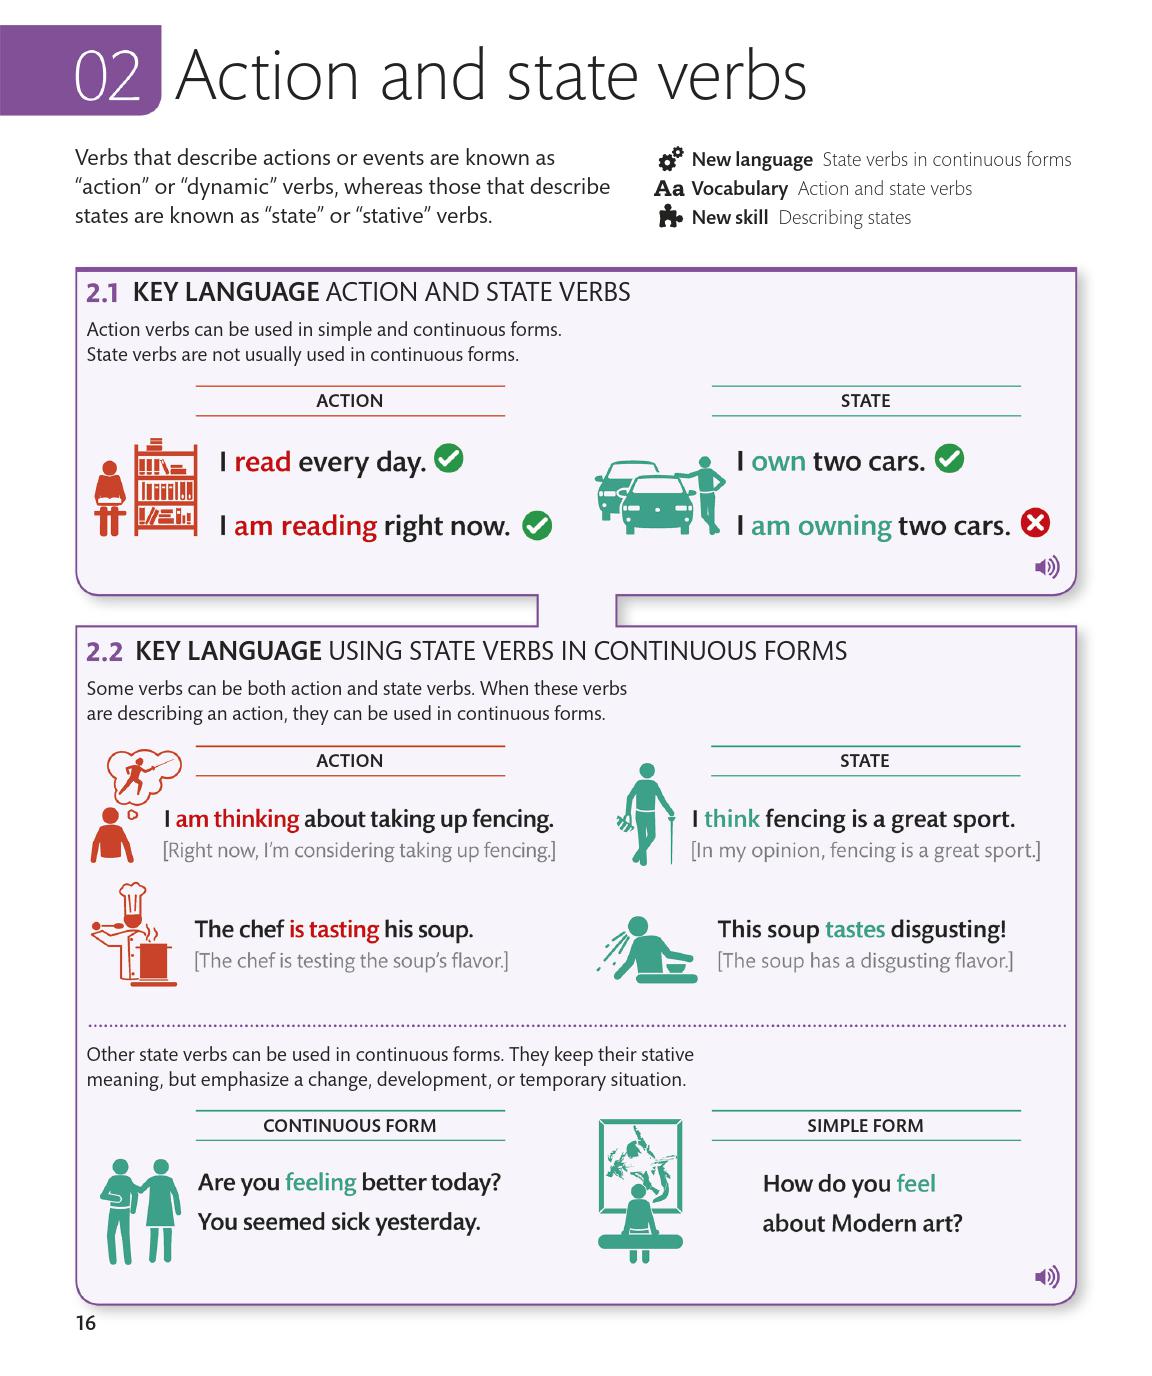 02 Action and state verbs
Verbs that describe actions or events are known as
“action” or “dynamic” verbs, whereas those that describe
states are known as “state” or “stative” verbs.
New language State verbs in continuous forms
Aa Vocabulary Action and state verbs
New skill Describing states
2.1 KEY LANGUAGE ACTION AND STATE VERBS
Action verbs can be used in simple and continuous forms.
State verbs are not usually used in continuous forms.
ACTION
I read every day.
I am reading right now.
STATE
I own two cars.
I am owning two cars.
2.2 KEY LANGUAGE USING STATE VERBS IN CONTINUOUS FORMS
Some verbs can be both action and state verbs. When these verbs
are describing an action, they can be used in continuous forms.
ACTION
I am thinking about taking up fencing.
[Right now, I’m considering taking up fencing.]
The chef is tasting his soup.
[The chef is testing the soup’s flavor.]
STATE
I think fencing is a great sport.
[In my opinion, fencing is a great sport.]
This soup tastes disgusting!
[The soup has a disgusting flavor.]
Other state verbs can be used in continuous forms. They keep their stative
meaning, but emphasize a change, development, or temporary situation.
CONTINUOUS FORM
Are you feeling better today?
You seemed sick yesterday.
SIMPLE FORM
How do you feel
about Modern art?
16